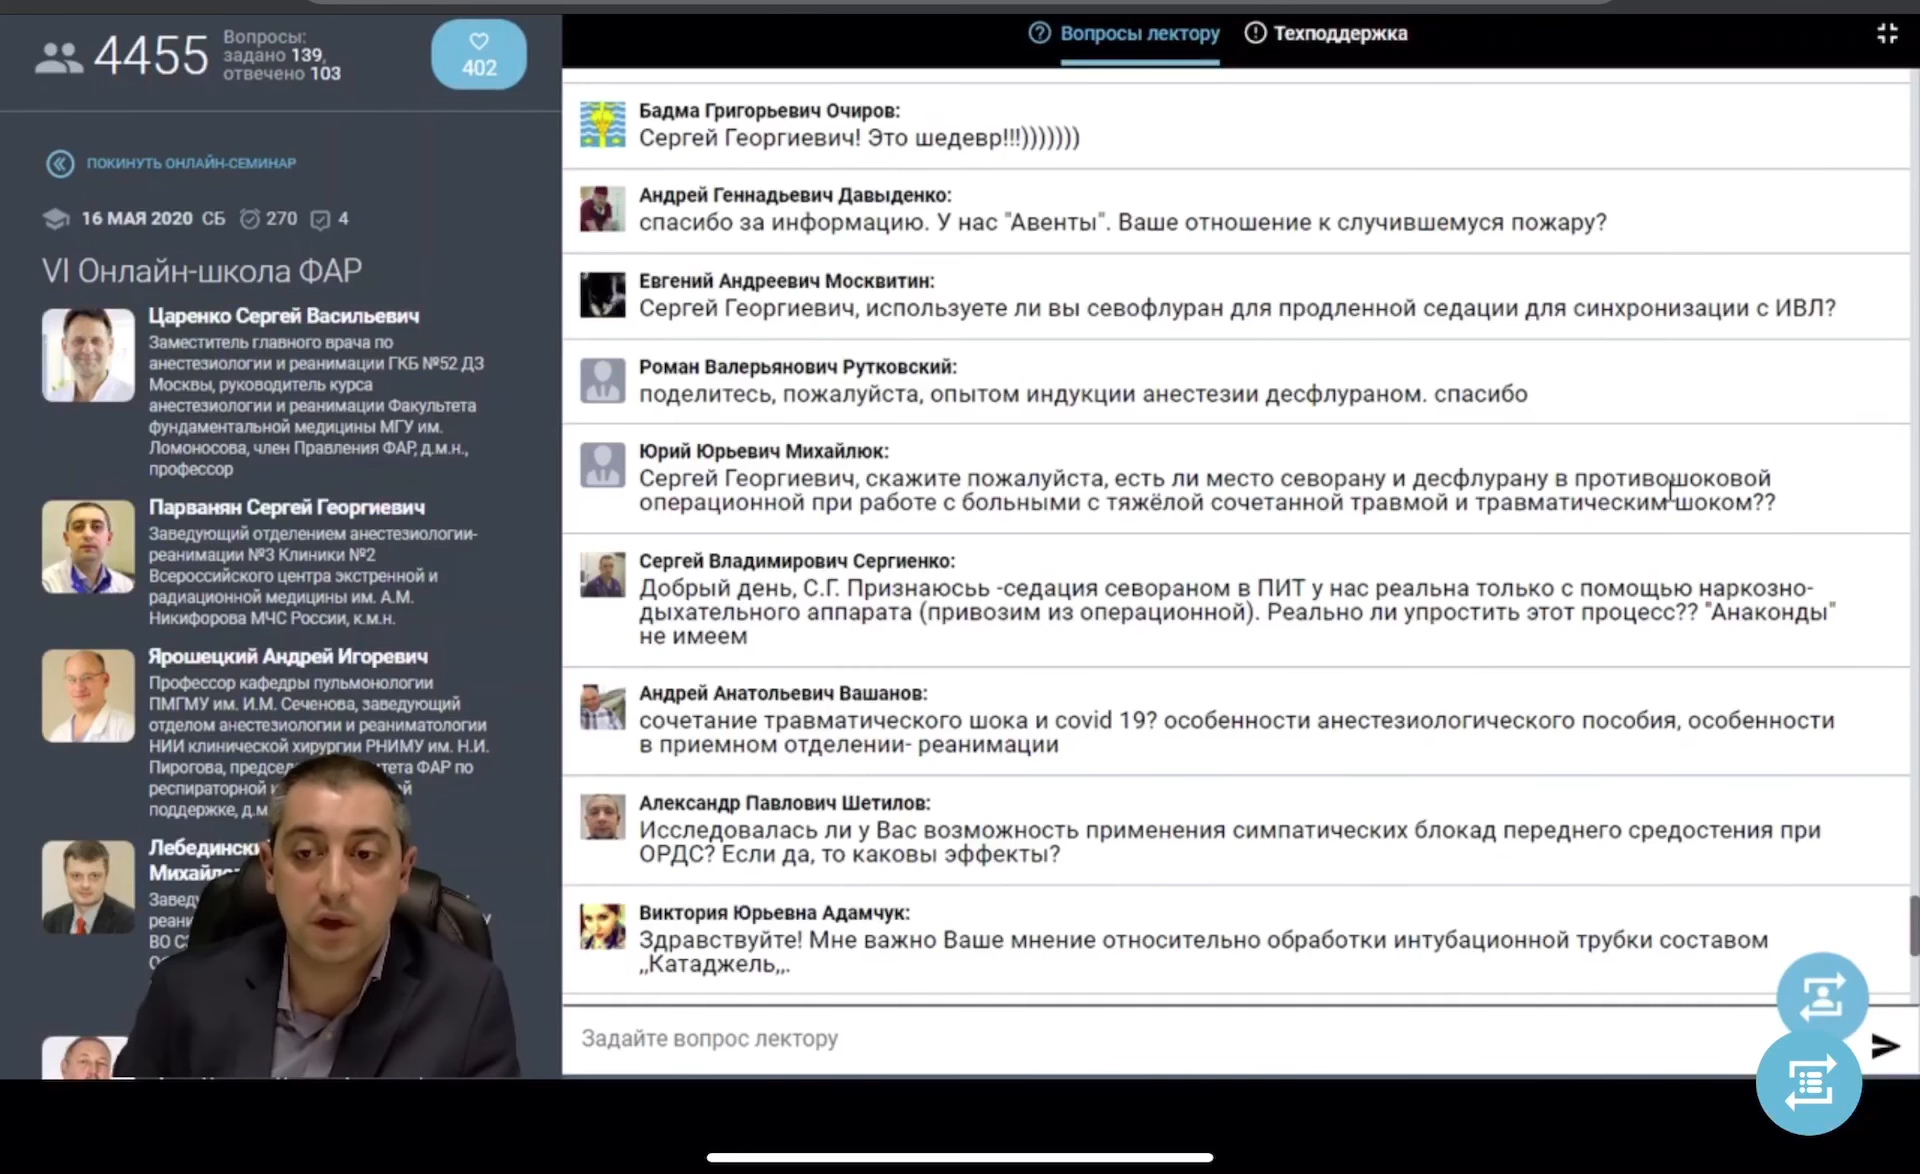 4455
Вопросы:
задано 139,
отвечено 103
402
ПОКИНУТЬ ОНЛАЙН-СЕМИНАР
16 МАЯ 2020 СБ 270 4
VI Онлайн-школа ФАР
Царенко Сергей Васильевич
Заместитель главного врача по
анестезиологии и реанимации ГКБ №52 ДЗ
Москвы, руководитель курса
анестезиологии и реанимации Факультета
фундаментальной медицины МГУ им.
Ломоносова, член Правления ФАР, д.м.н.,
профессор
Парванян Сергей Георгиевич
Заведующий отделением анестезиологии-
реанимации №3 Клиники №2
Всероссийского центра экстренной и
радиационной медицины им. А.М.
Никифорова МЧС России, к.м.н.
Ярошецкий Андрей Игоревич
Профессор кафедры пульмонологии
ПМГМУ им. И.М. Сеченова, заведующий
отделом анестезиологии и реаниматологии
НИИ клинической хирургии РНИМУ им. Н.И.
Пирогова, предсе тета ФАР по
респираторной й
поддержке, д.м
Лебединск
Михайл
Завед
реани
ВО С
Вопросы лектору
Техподдержка
Бадма Григорьевич Очиров:
Сергей Георгиевич! Это шедевр!!!)))))))
Андрей Геннадьевич Давыденко:
спасибо за информацию. У нас "Авенты". Ваше отношение к случившемуся пожару?
Евгений Андреевич Москвитин:
Сергей Георгиевич, используете ли вы севофлуран для продленной седации для синхронизации с ИВЛ?
Роман Валерьянович Рутковский:
поделитесь, пожалуйста, опытом индукции анестезии десфлураном. спасибо
Юрий Юрьевич Михайлюк:
Сергей Георгиевич, скажите пожалуйста, есть ли место севорану и десфлурану в противошоковой
операционной при работе с больными с тяжёлой сочетанной травмой и травматическим шоком??
Сергей Владимирович Сергиенко:
Добрый день, С.Г. Признаюсьь -седация севораном в ПИТ у нас реальна только с помощью наркозно-
дыхательного аппарата (привозим из операционной). Реально ли упростить этот процесс?? "Анаконды"
не имеем
Андрей Анатольевич Вашанов:
сочетание травматического шока и covid 19? особенности анестезиологического пособия, особенности
в приемном отделении- реанимации
Александр Павлович Шетилов:
Исследовалась ли у Вас возможность применения симпатических блокад переднего средостения при
ОРДС? Если да, то каковы эффекты?
Виктория Юрьевна Адамчук:
Здравствуйте! Мне важно Ваше мнение относительно обработки интубационной трубки составом
,,Катаджель,,.
Задайте вопрос лектору